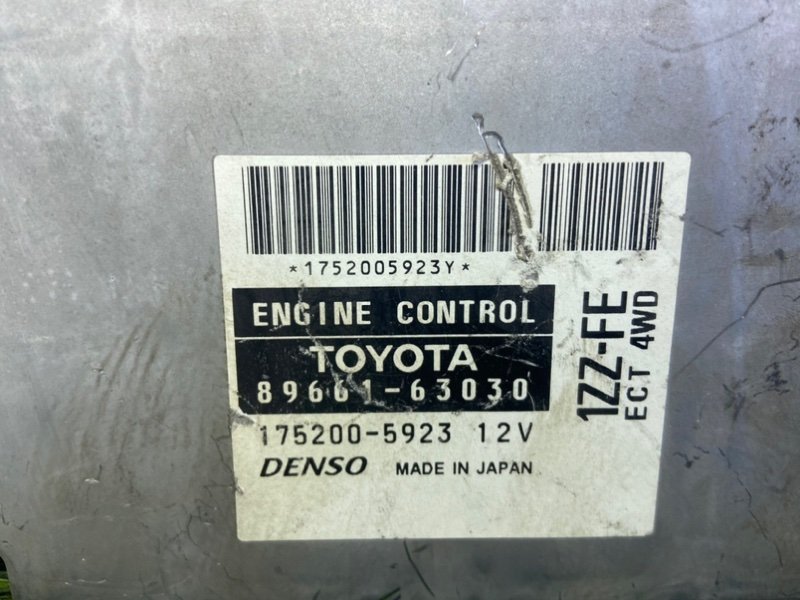 *1752005923Y*
ENGINE CONTROL
TOYOTA
89661-63030
175200-5923 12V
DENSO MADE IN JAPAN
1ZZ-FE
ECT 4WD